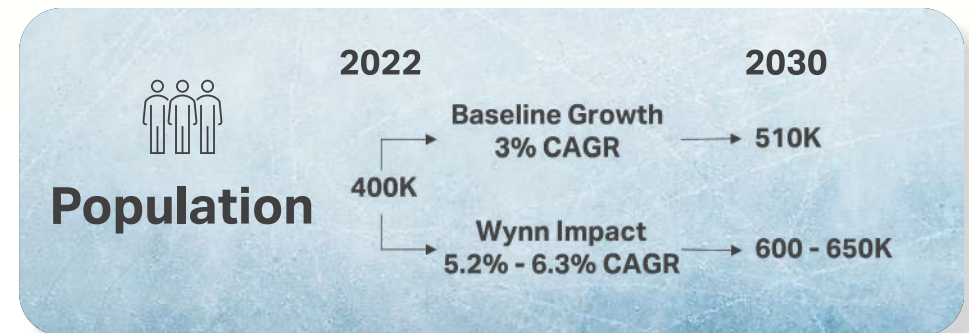 2022
2030
Population
400K
Baseline Growth
3% CAGR
510K
Wynn Impact
5.2% - 6.3% CAGR
600 - 650K